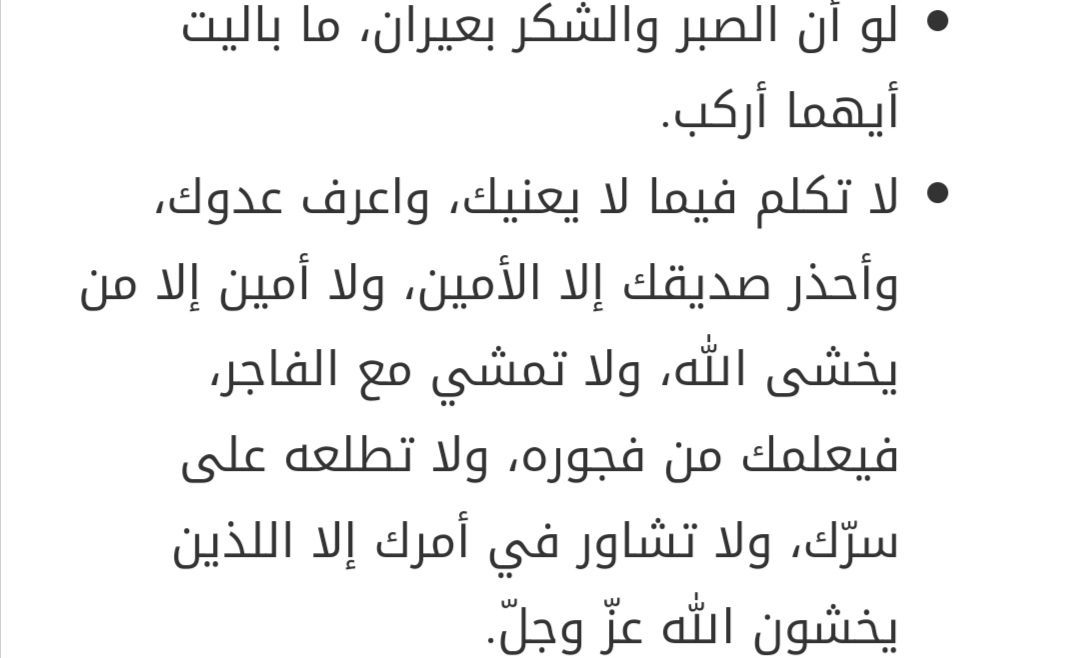 • لو أن الصبر والشكر بعيران، ما باليت
أيهما أركب.
• لا تكلم فيما لا يعنيك، واعرف عدوك،
وأحذر صديقك إلا الأمين، ولا أمين إلا من
يخشى الله، ولا تمشي مع الفاجر،
فيعلمك من فجوره، ولا تطلعه على
سرّك، ولا تشاور في أمرك إلا اللذين
يخشون الله عزّ وجلّ.